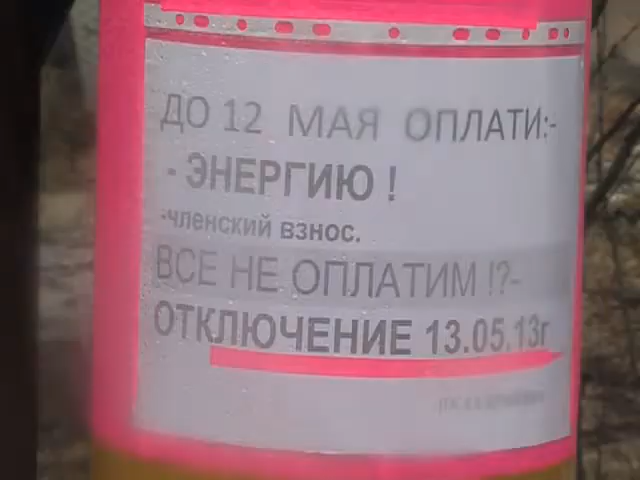 ДО 12 МАЯ ОПЛАТИ:-
- ЭНЕРГИЮ !
-членский взнос.
ВСЕ НЕ ОПЛАТИМ !?-
ОТКЛЮЧЕНИЕ 13.05.13г